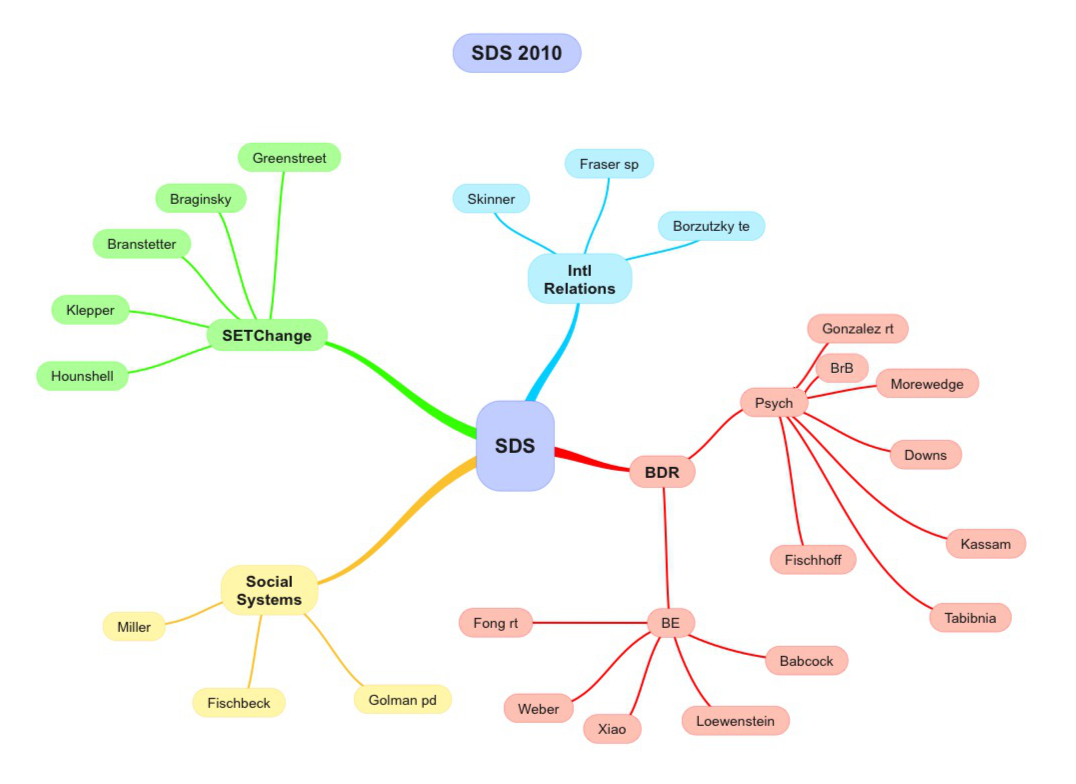 SDS 2010
Greenstreet
Braginsky
Branstetter
Klepper
Hounshell
SETChange
Fraser sp
Skinner
Borzutzky te
Intl
Relations
SDS
BDR
Psych
Gonzalez rt
BrB
Morewedge
Downs
Kassam
Tabibnia
Fischhoff
BE
Fong rt
Weber
Xiao
Loewenstein
Babcock
Social
Systems
Miller
Fischbeck
Golman pd